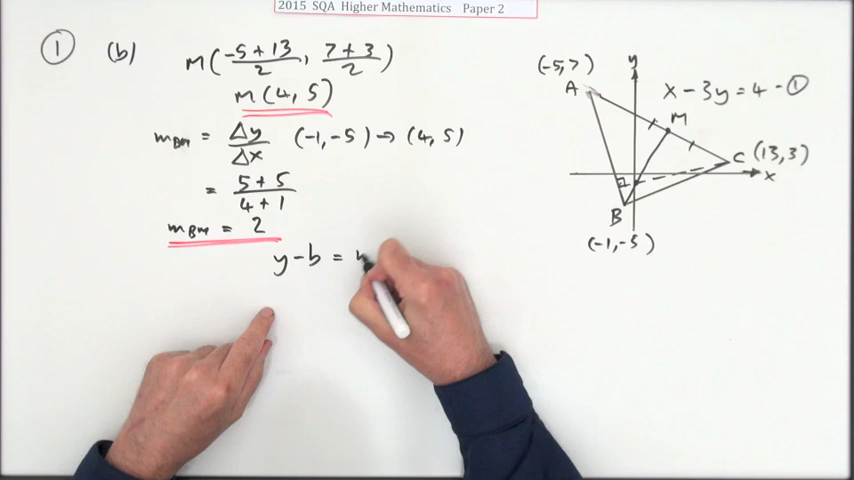 2015 SQA Higher Mathematics Paper 2
① (b) M(-5+13/2, 7+3/2)
M(4, 5)
mBM = Δy/Δx (-1, -5) → (4, 5)
= 5+5/4+1
mBM = 2
y-b = m
(-5, 7)
A
y
x - 3y = 4 - ①
M
C (13, 3)
x
B
(-1, -5)